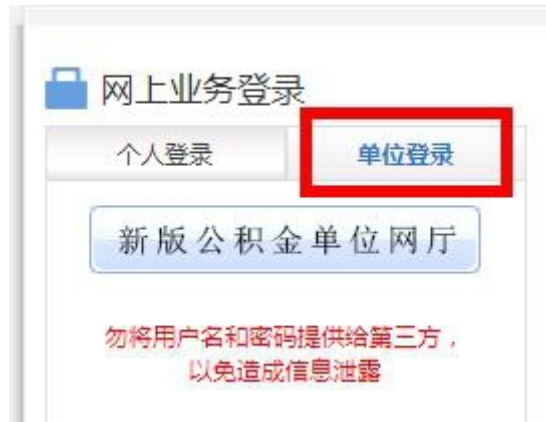 网上业务登录
个人登录 单位登录
新版公积金单位网厅
勿将用户名和密码提供给第三方，
以免造成信息泄露